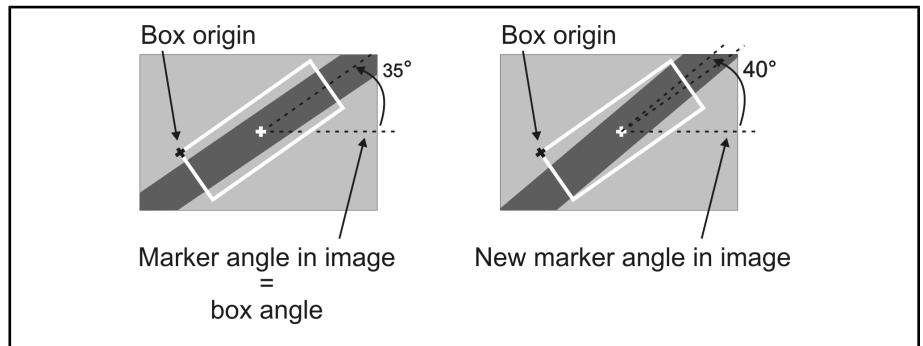 Box origin
35°
Marker angle in image
=
box angle
Box origin
40°
New marker angle in image